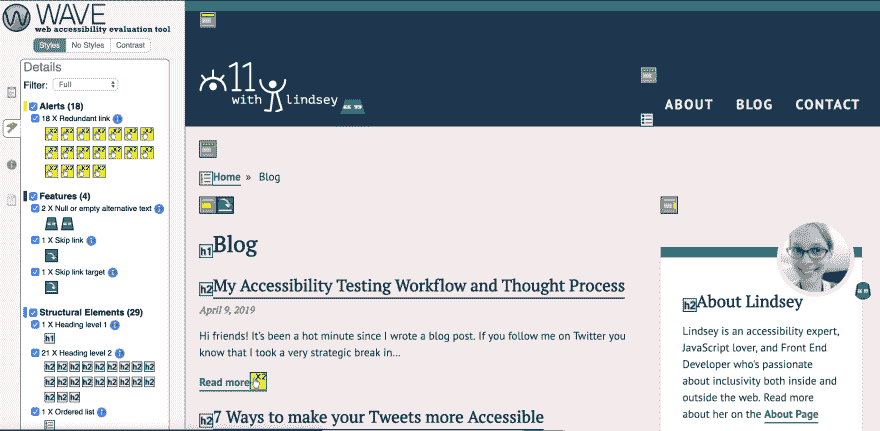 WAVE
web accessibility evaluation tool
Styles No Styles Contrast
Details
Filter: Full
Alerts (18)
18 X Redundant link
Features (4)
2 X Null or empty alternative text
1 X Skip link
1 X Skip link target
Structural Elements (29)
1 X Heading level 1
h1
21 X Heading level 2
h2 h2 h2 h2 h2 h2 h2 h2 h2
h2 h2 h2 h2 h2 h2 h2 h2 h2
h2 h2 h2
1 X Ordered list
a11y
with lindsey
ABOUT BLOG CONTACT
Home » Blog
h1 Blog
h2 My Accessibility Testing Workflow and Thought Process
April 9, 2019
Hi friends! It's been a hot minute since I wrote a blog post. If you follow me on Twitter you
know that I took a very strategic break in...
Read more
h2 7 Ways to make your Tweets more Accessible
h2 About Lindsey
Lindsey is an accessibility expert,
JavaScript lover, and Front End
Developer who's passionate
about inclusivity both inside and
outside the web. Read more
about her on the About Page